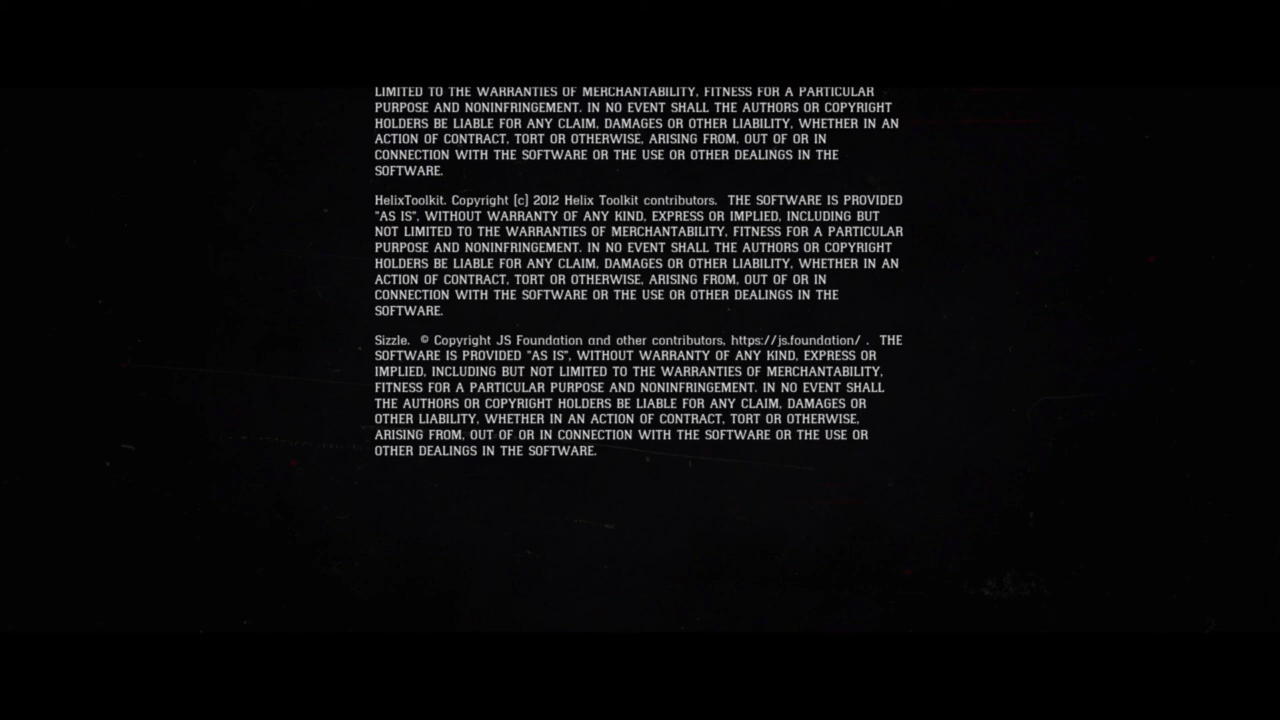 LIMITED TO THE WARRANTIES OF MERCHANTABILITY, FITNESS FOR A PARTICULAR
PURPOSE AND NONINFRINGEMENT. IN NO EVENT SHALL THE AUTHORS OR COPYRIGHT
HOLDERS BE LIABLE FOR ANY CLAIM, DAMAGES OR OTHER LIABILITY, WHETHER IN AN
ACTION OF CONTRACT, TORT OR OTHERWISE, ARISING FROM, OUT OF OR IN
CONNECTION WITH THE SOFTWARE OR THE USE OR OTHER DEALINGS IN THE
SOFTWARE.
HelixToolkit. Copyright (c) 2012 Helix Toolkit contributors. THE SOFTWARE IS PROVIDED
"AS IS", WITHOUT WARRANTY OF ANY KIND, EXPRESS OR IMPLIED, INCLUDING BUT
NOT LIMITED TO THE WARRANTIES OF MERCHANTABILITY, FITNESS FOR A PARTICULAR
PURPOSE AND NONINFRINGEMENT. IN NO EVENT SHALL THE AUTHORS OR COPYRIGHT
HOLDERS BE LIABLE FOR ANY CLAIM, DAMAGES OR OTHER LIABILITY, WHETHER IN AN
ACTION OF CONTRACT, TORT OR OTHERWISE, ARISING FROM, OUT OF OR IN
CONNECTION WITH THE SOFTWARE OR THE USE OR OTHER DEALINGS IN THE
SOFTWARE.
Sizzle. © Copyright JS Foundation and other contributors, https://js.foundation/ . THE
SOFTWARE IS PROVIDED "AS IS", WITHOUT WARRANTY OF ANY KIND, EXPRESS OR
IMPLIED, INCLUDING BUT NOT LIMITED TO THE WARRANTIES OF MERCHANTABILITY,
FITNESS FOR A PARTICULAR PURPOSE AND NONINFRINGEMENT. IN NO EVENT SHALL
THE AUTHORS OR COPYRIGHT HOLDERS BE LIABLE FOR ANY CLAIM, DAMAGES OR
OTHER LIABILITY, WHETHER IN AN ACTION OF CONTRACT, TORT OR OTHERWISE,
ARISING FROM, OUT OF OR IN CONNECTION WITH THE SOFTWARE OR THE USE OR
OTHER DEALINGS IN THE SOFTWARE.